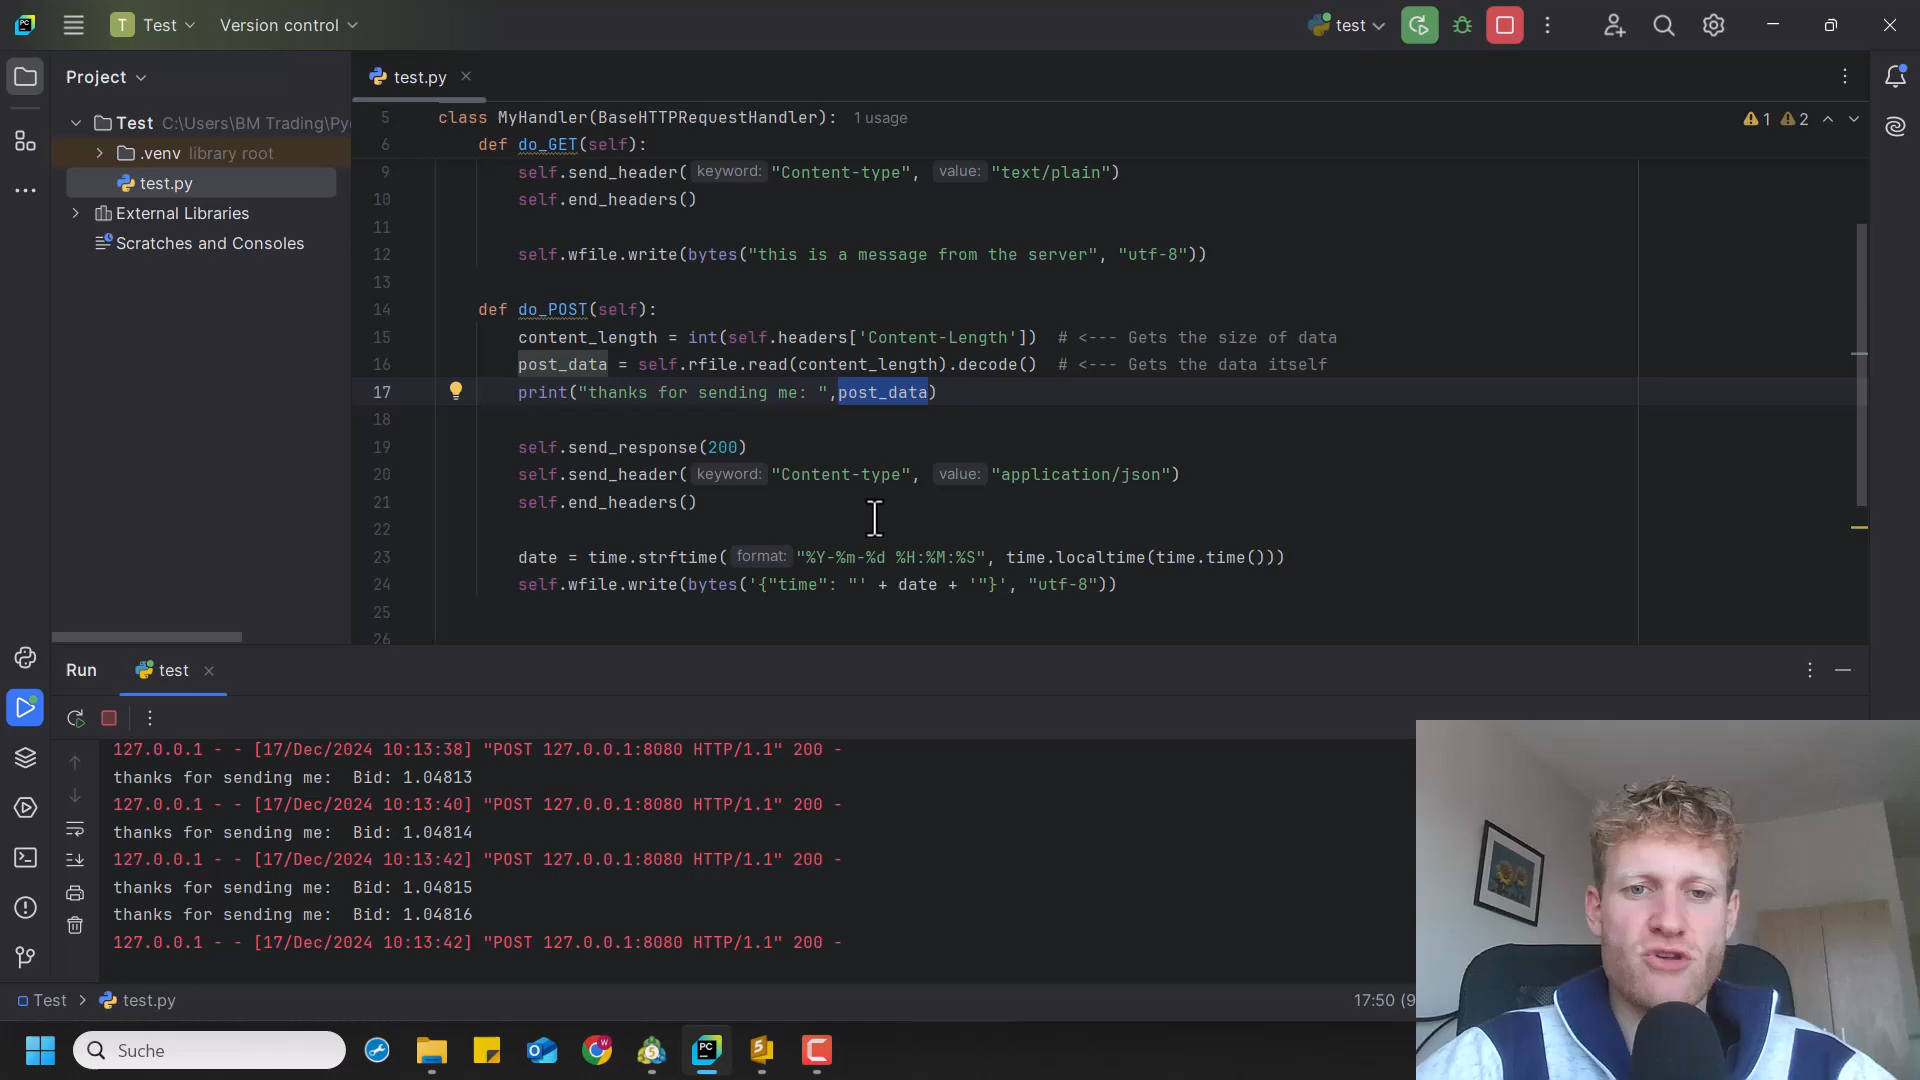 PC
T Test
Version control
test
Project
test.py
Test C:\Users\BM Trading\Py
.venv library root
test.py
External Libraries
Scratches and Consoles
5 class MyHandler(BaseHTTPRequestHandler): 1 usage
1 2
6 def do_GET(self):
9 self.send_header( keyword: "Content-type", value: "text/plain")
10 self.end_headers()
11
12 self.wfile.write(bytes("this is a message from the server", "utf-8"))
13
14 def do_POST(self):
15 content_length = int(self.headers['Content-Length']) # <--- Gets the size of data
16 post_data = self.rfile.read(content_length).decode() # <--- Gets the data itself
17 print("thanks for sending me: ",post_data)
18
19 self.send_response(200)
20 self.send_header( keyword: "Content-type", value: "application/json")
21 self.end_headers()
22
23 date = time.strftime( format: "%Y-%m-%d %H:%M:%S", time.localtime(time.time()))
24 self.wfile.write(bytes('{"time": "' + date + '"}', "utf-8"))
25
26
Run test
127.0.0.1 - - [17/Dec/2024 10:13:38] "POST 127.0.0.1:8080 HTTP/1.1" 200 -
thanks for sending me:  Bid: 1.04813
127.0.0.1 - - [17/Dec/2024 10:13:40] "POST 127.0.0.1:8080 HTTP/1.1" 200 -
thanks for sending me:  Bid: 1.04814
127.0.0.1 - - [17/Dec/2024 10:13:42] "POST 127.0.0.1:8080 HTTP/1.1" 200 -
thanks for sending me:  Bid: 1.04815
thanks for sending me:  Bid: 1.04816
127.0.0.1 - - [17/Dec/2024 10:13:42] "POST 127.0.0.1:8080 HTTP/1.1" 200 -
Test > test.py
17:50 (9
Suche
PC